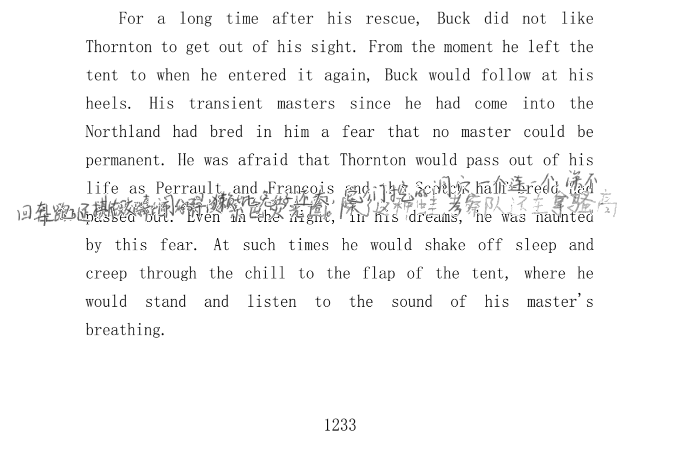 For a long time after his rescue, Buck did not like
Thornton to get out of his sight. From the moment he left the
tent to when he entered it again, Buck would follow at his
heels. His transient masters since he had come into the
Northland had bred in him a fear that no master could be
permanent. He was afraid that Thornton would pass out of his
life as Perrault and François and the Scotch half-breed had
passed out. Even in the night, in his dreams, he was haunted
by this fear. At such times he would shake off sleep and
creep through the chill to the flap of the tent, where he
would stand and listen to the sound of his master's
breathing.
1233